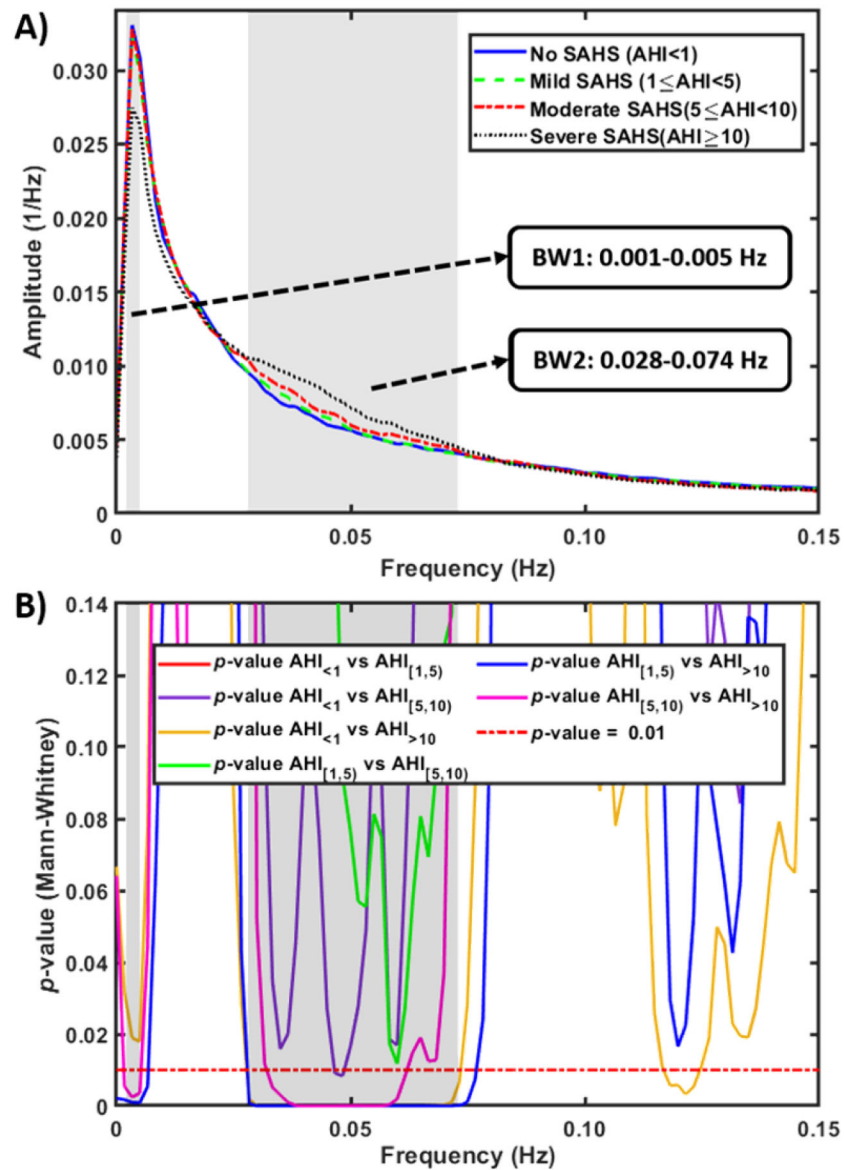 A)
No SAHS (AHI<1)
Mild SAHS (1≤AHI<5)
Moderate SAHS(5≤AHI<10)
Severe SAHS(AHI≥10)
BW1: 0.001-0.005 Hz
BW2: 0.028-0.074 Hz
Amplitude (1/Hz)
0.030
0.025
0.020
0.015
0.010
0.005
0
0 0.05 0.10 0.15
Frequency (Hz)
B)
p-value AHI<1 vs AHI[1,5)
p-value AHI<1 vs AHI[5,10)
p-value AHI<1 vs AHI>10
p-value AHI[1,5) vs AHI[5,10)
p-value AHI[1,5) vs AHI>10
p-value AHI[5,10) vs AHI>10
p-value = 0.01
p-value (Mann-Whitney)
0.14
0.12
0.10
0.08
0.06
0.04
0.02
0.01
0
0 0.05 0.10 0.15
Frequency (Hz)